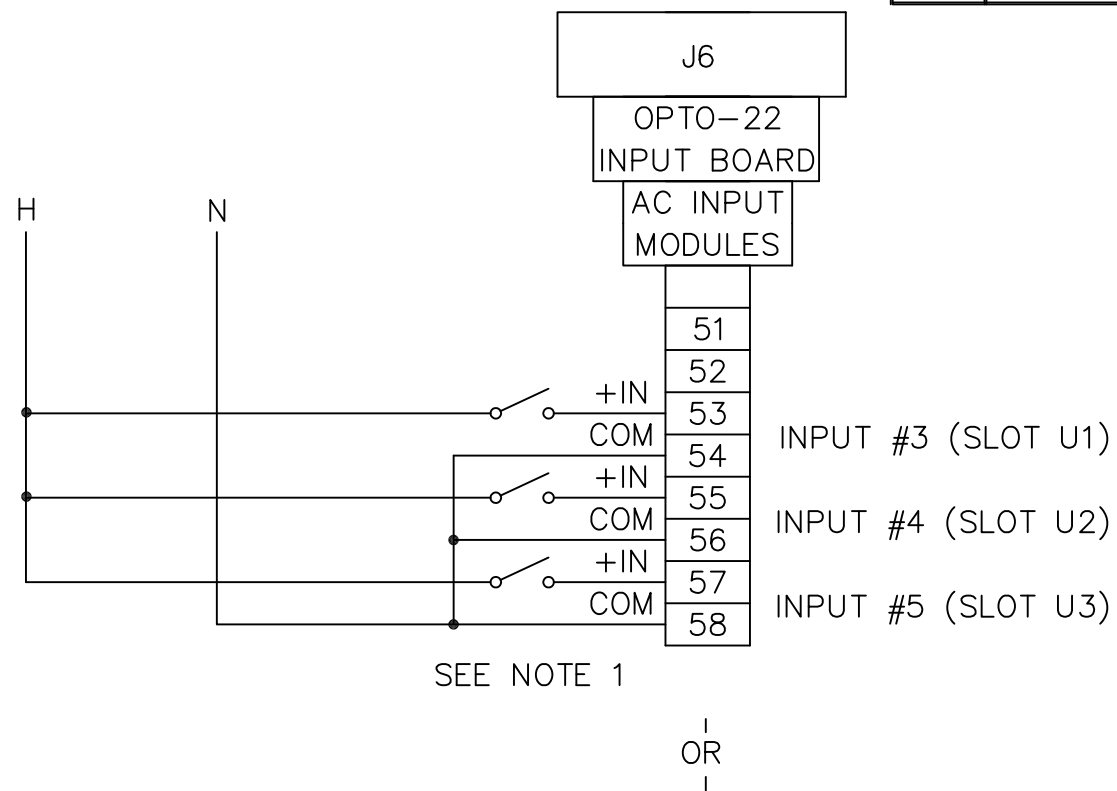 J6
OPTO-22
INPUT BOARD
AC INPUT
MODULES
H
N
51
52
+IN
53
COM
54
INPUT #3 (SLOT U1)
+IN
55
COM
56
INPUT #4 (SLOT U2)
+IN
57
COM
58
INPUT #5 (SLOT U3)
SEE NOTE 1
OR